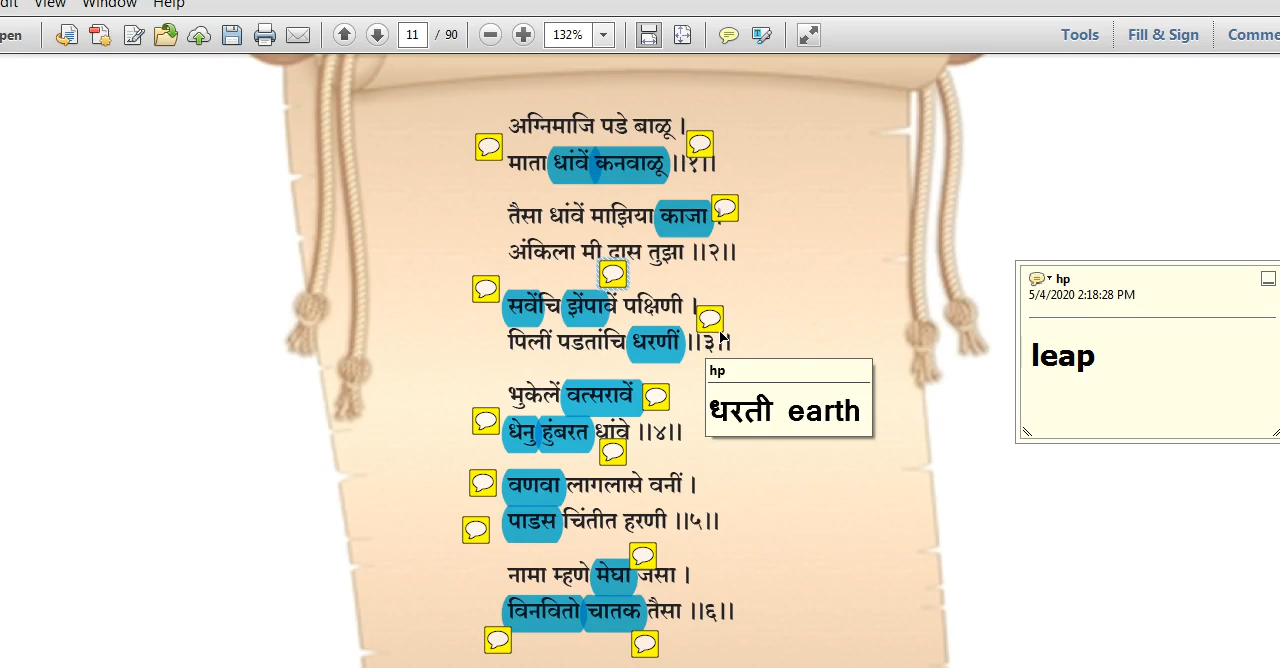 dit View Window Help
pen 11 / 90 132% Tools Fill & Sign Comme
अग्निमाजि पडे बाळू ।
माता धांवें कनवाळू ।।१।।
तैसा धांवें माझिया काजा ।
अंकिला मी दास तुझा ।।२।।
सवेंचि झेंपावें पक्षिणी ।
पिलीं पडतांचि धरणीं ।।३।।
भुकेलें वत्सरावें
धेनु हुंबरत धांवे ।।४।।
वणवा लागलासे वनीं ।
पाडस चिंतीत हरणी ।।५।।
नामा म्हणे मेघा जसा ।
विनवितो चातक तैसा ।।६।।
hp
धरती earth
hp
5/4/2020 2:18:28 PM
leap